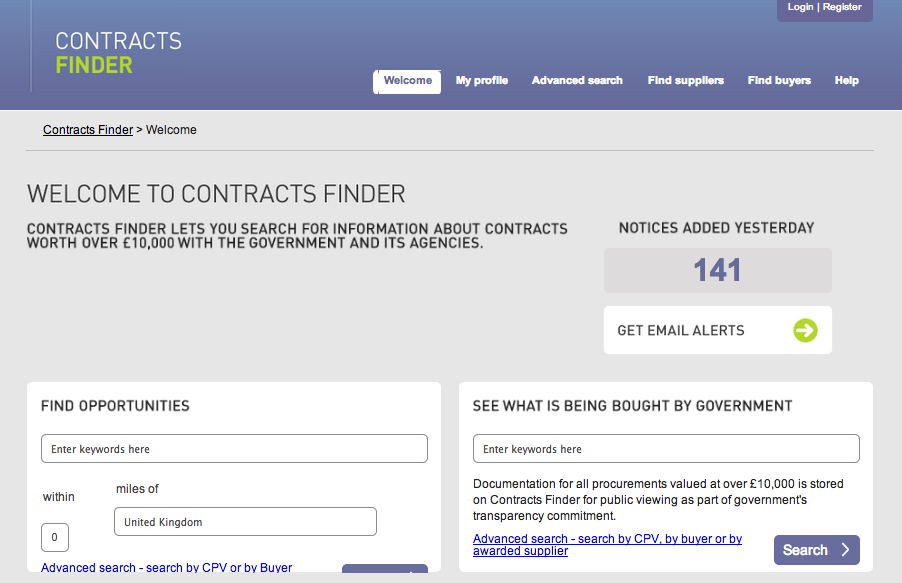 Login | Register
CONTRACTS
FINDER
Welcome My profile Advanced search Find suppliers Find buyers Help
Contracts Finder > Welcome
WELCOME TO CONTRACTS FINDER
CONTRACTS FINDER LETS YOU SEARCH FOR INFORMATION ABOUT CONTRACTS
WORTH OVER £10,000 WITH THE GOVERNMENT AND ITS AGENCIES.
NOTICES ADDED YESTERDAY
141
GET EMAIL ALERTS
FIND OPPORTUNITIES
Enter keywords here
within
miles of
0
United Kingdom
Advanced search - search by CPV or by Buyer
SEE WHAT IS BEING BOUGHT BY GOVERNMENT
Enter keywords here
Documentation for all procurements valued at over £10,000 is stored
on Contracts Finder for public viewing as part of government's
transparency commitment.
Advanced search - search by CPV, by buyer or by
awarded supplier
Search